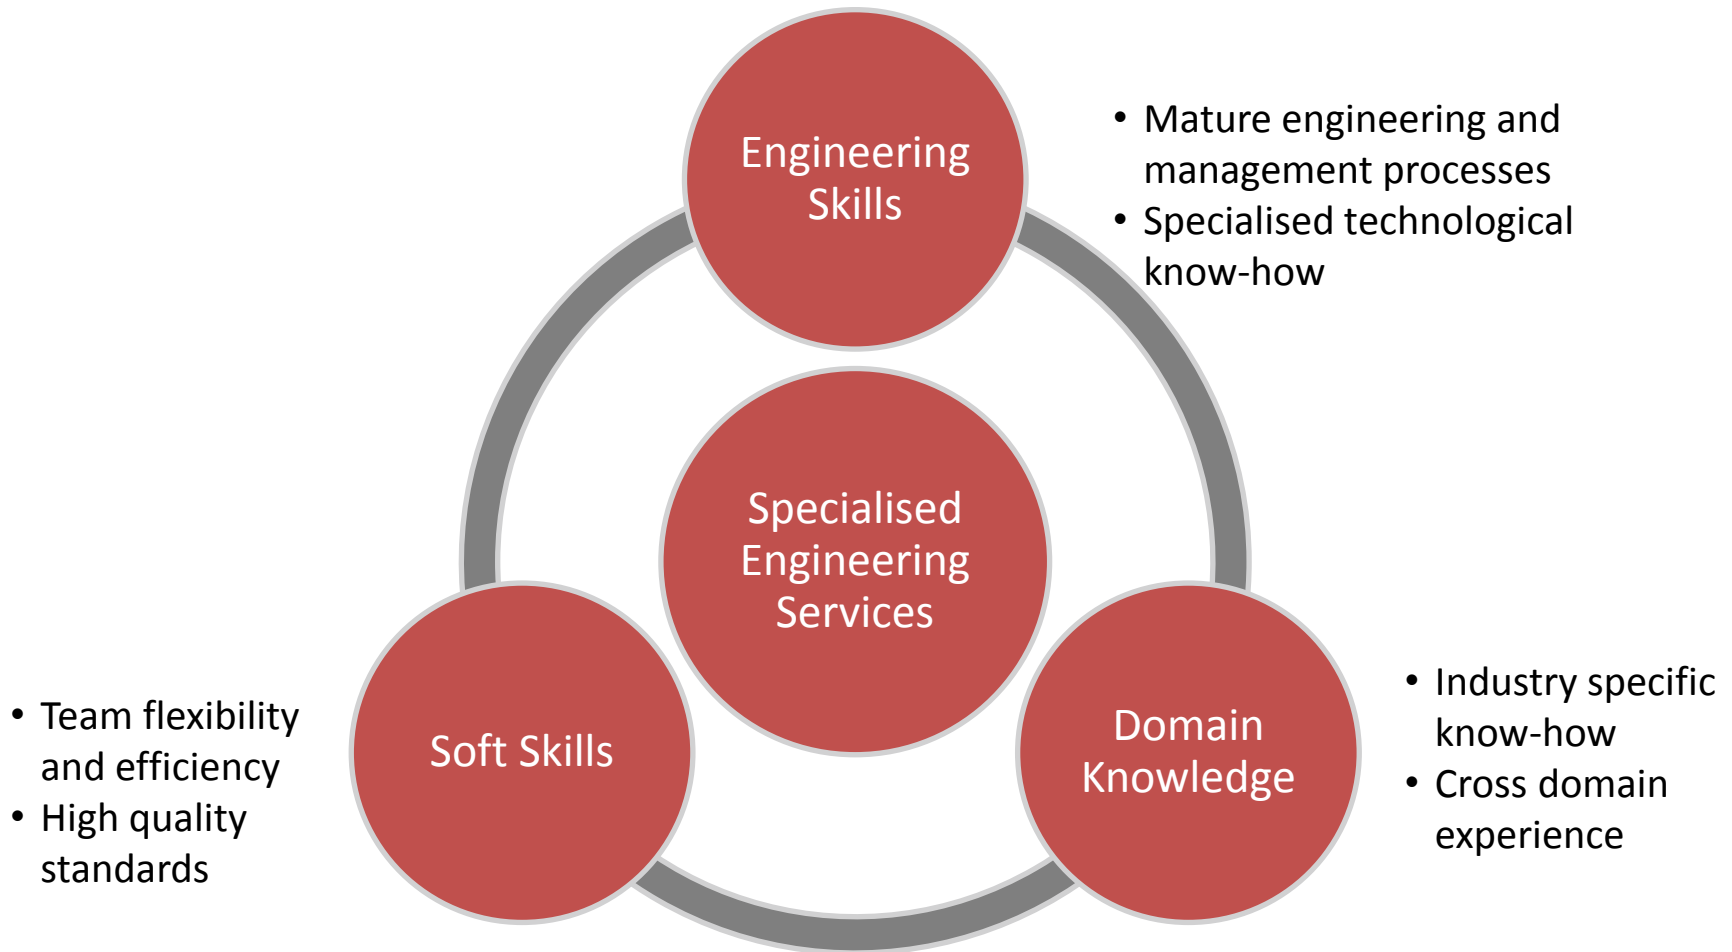 Engineering
Skills
• Mature engineering and
management processes
• Specialised technological
know-how
Specialised
Engineering
Services
Soft Skills
• Team flexibility
and efficiency
• High quality
standards
Domain
Knowledge
• Industry specific
know-how
• Cross domain
experience